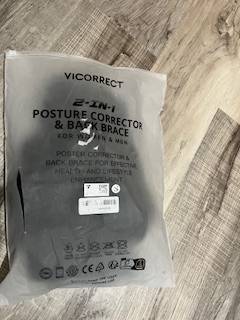 VICORRECT
2-IN-1
POSTURE CORRECTOR
& BACK BRACE
FOR WOMEN & MEN
POSTER CORRECTOR &
BACK BRACE FOR EFFECTIVE
HEALTH AND LIFESTYLE
ENHANCEMENT